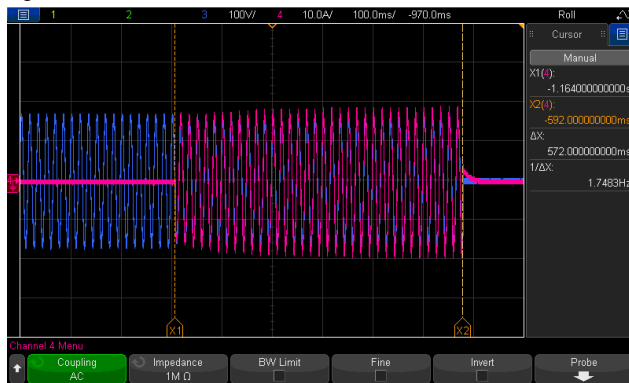 1 2 3 100V/ 4 10.0A/ 100.0ms/ -970.0ms Roll
Cursor
Manual
X1(4):
-1.164000000000s
X2(4):
-592.000000000ms
ΔX:
572.000000000ms
1/ΔX:
1.7483Hz
X1 X2
Channel 4 Menu
Coupling Impedance BW Limit Fine Invert Probe
AC 1M Ω